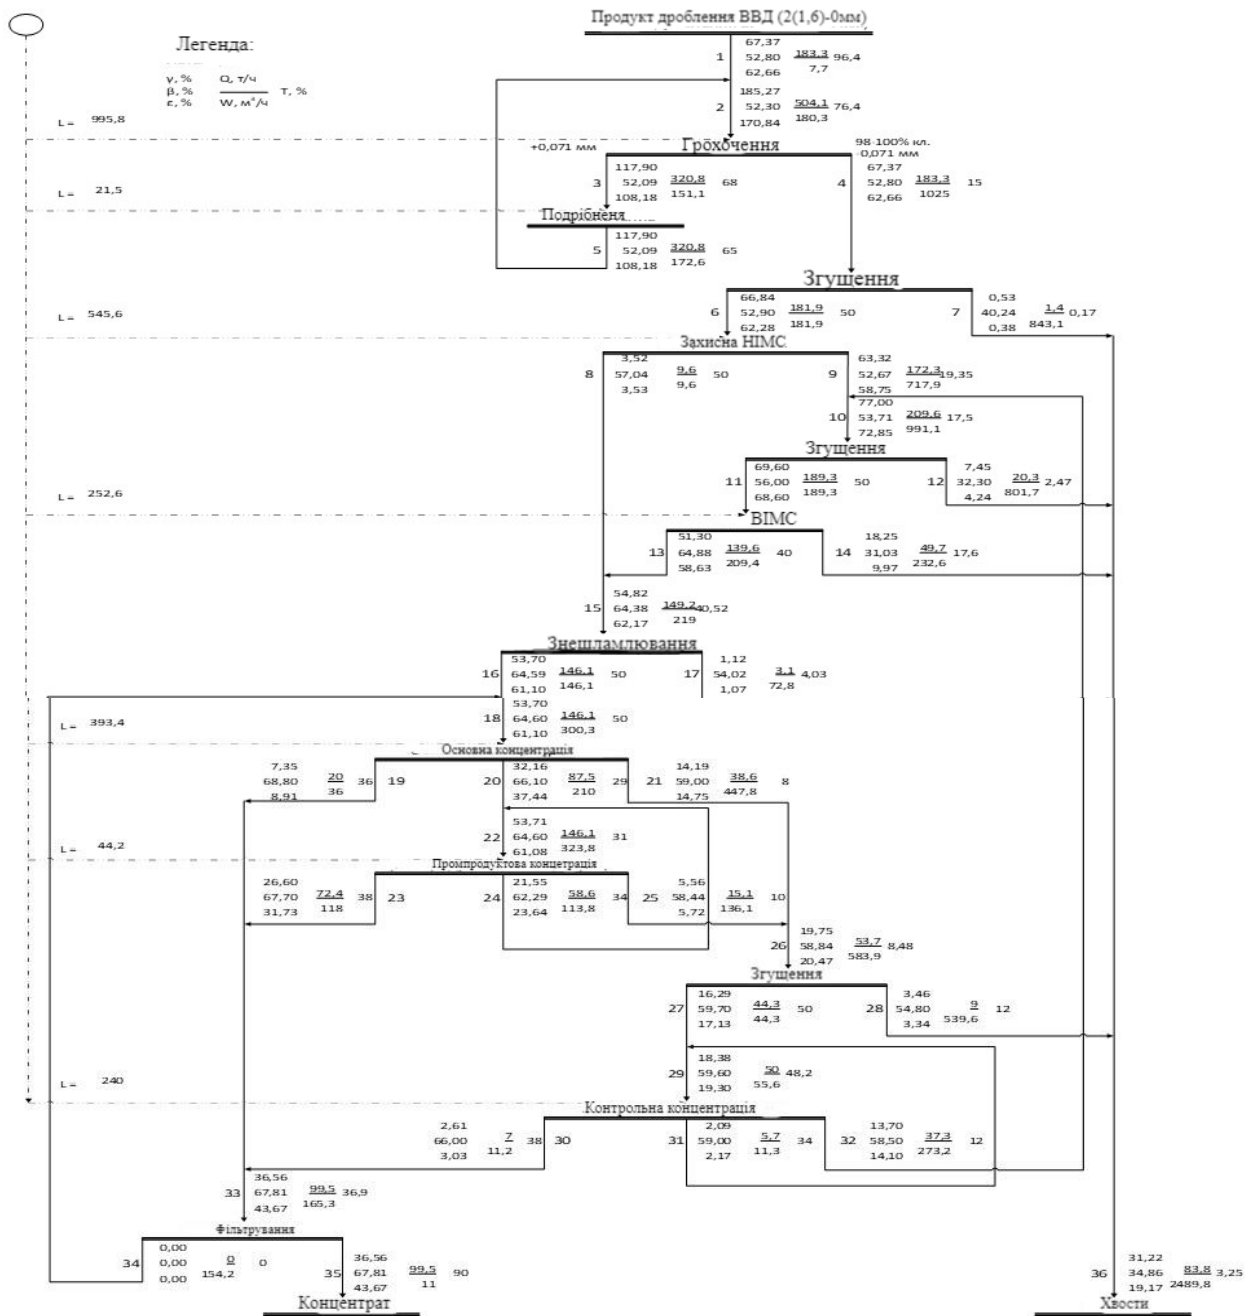 Продукт дроблення ВВД (2(1,6)-0мм)
Легенда:
γ, % Q, т/ч
β, % T, %
ε, % W, м³/ч
67,37
1 52,80 183,3 96,4
62,66 7,7
185,27
2 52,30 504,1 76,4
170,84 180,3
L = 995,8
Грохочення
+0,071 мм
98-100% кл.
-0,071 мм
117,90
3 52,09 320,8 68
108,18 151,1
67,37
4 52,80 183,3 15
62,66 1025
L = 21,5
Подрібненя
117,90
5 52,09 320,8 65
108,18 172,6
Згущення
66,84
6 52,90 181,9 50
62,28 181,9
0,53
7 40,24 1,4 0,17
0,38 843,1
L = 545,6
Захисна НІМС
3,52
8 57,04 9,6 50
3,53 9,6
63,32
9 52,67 172,3 19,35
58,75 717,9
77,00
10 53,71 209,6 17,5
72,85 991,1
Згущення
69,60
11 56,00 189,3 50
68,60 189,3
7,45
12 32,30 20,3 2,47
4,24 801,7
L = 252,6
ВІМС
51,30
13 64,88 139,6 40
58,63 209,4
18,25
14 31,03 49,7 17,6
9,97 232,6
54,82
15 64,38 149,2 40,52
62,17 219
Знешламлювання
53,70
16 64,59 146,1 50
61,10 146,1
1,12
17 54,02 3,1 4,03
1,07 72,8
53,70
18 64,60 146,1 50
61,10 300,3
L = 393,4
Основна концентрація
7,35
68,80 20 36 19
8,91 36
32,16
20 66,10 87,5 29
37,44 210
14,19
21 59,00 38,6 8
14,75 447,8
53,71
22 64,60 146,1 31
61,08 323,8
L = 44,2
Промпродуктова концетрація
26,60
67,70 72,4 38 23
31,73 118
21,55
24 62,29 58,6 34
23,64 113,8
5,56
25 58,44 15,1 10
5,72 136,1
19,75
26 58,84 53,7 8,48
20,47 583,9
Згущення
16,29
27 59,70 44,3 50
17,13 44,3
3,46
28 54,80 9 12
3,34 539,6
18,38
29 59,60 50 48,2
19,30 55,6
L = 240
Контрольна концентрація
2,61
66,00 7 38 30
3,03 11,2
2,09
31 59,00 5,7 34
2,17 11,3
13,70
32 58,50 37,3 12
14,10 273,2
36,56
33 67,81 99,5 36,9
43,67 165,3
Фільтрування
0,00
34 0,00 0 0
0,00 154,2
36,56
35 67,81 99,5 90
43,67 11
31,22
36 34,86 83,8 3,25
19,17 2489,8
Концентрат
Хвости